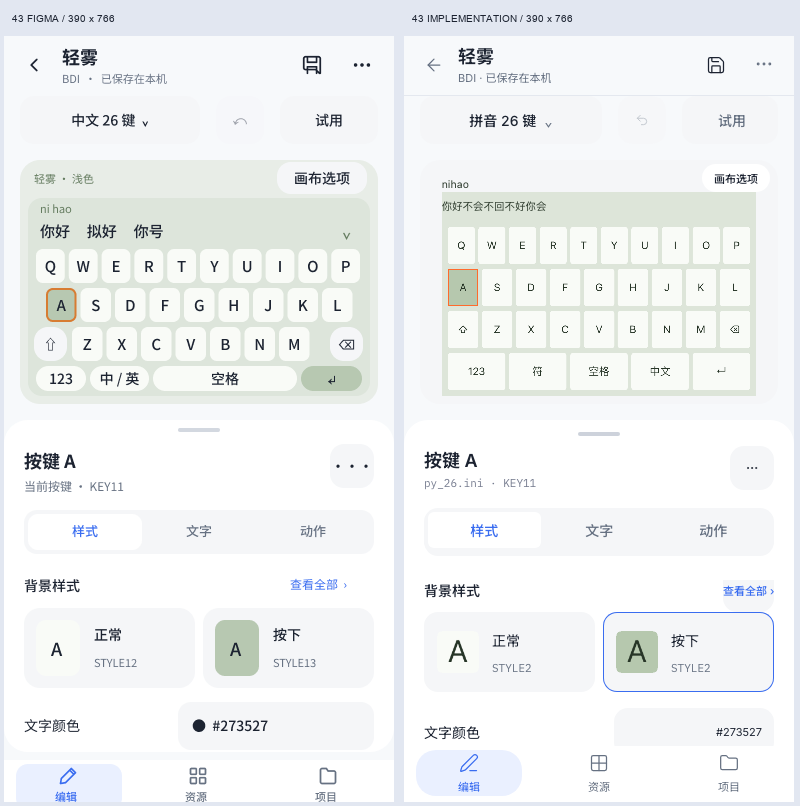 43 FIGMA / 390 x 766
轻雾
BDI • 已保存在本机
中文 26 键
试用
轻雾 • 浅色
画布选项
ni hao
你好 拟好 你号
Q W E R T Y U I O P
A S D F G H J K L
Z X C V B N M
123 中 / 英 空格
按键 A
当前按键 • KEY11
样式 文字 动作
背景样式
查看全部 ›
A 正常
STYLE12
A 按下
STYLE13
文字颜色
#273527
编辑 资源 项目
43 IMPLEMENTATION / 390 x 766
轻雾
BDI · 已保存在本机
拼音 26 键
试用
画布选项
nihao
你好不会不回不好你会
Q W E R T Y U I O P
A S D F G H J K L
Z X C V B N M
123 符 空格 中文
按键 A
py_26.ini · KEY11
样式 文字 动作
背景样式
查看全部 ›
A 正常
STYLE2
A 按下
STYLE2
文字颜色
#273527
编辑 资源 项目